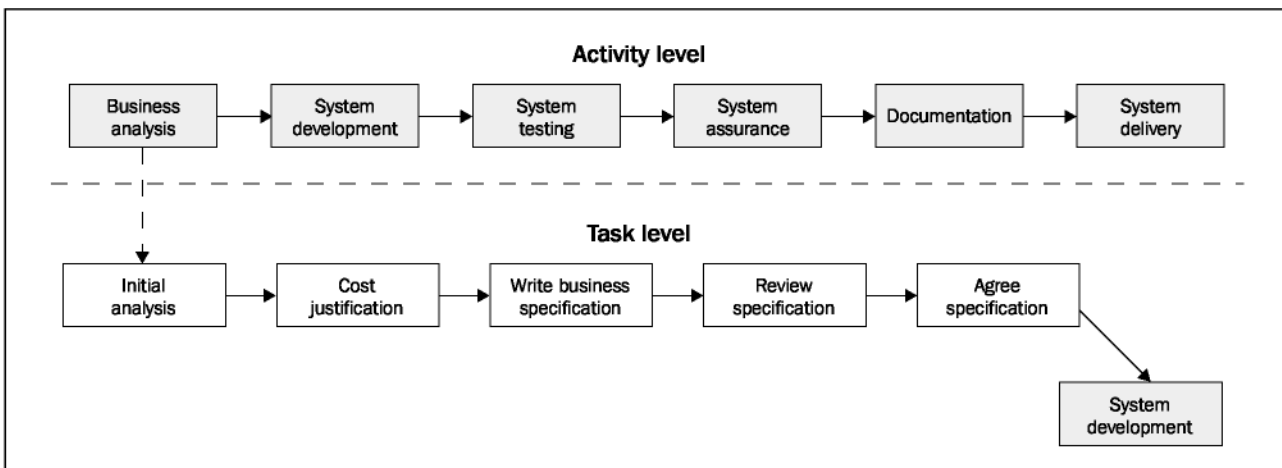 Activity level
Business
analysis
System
development
System
testing
System
assurance
Documentation
System
delivery
Task level
Initial
analysis
Cost
justification
Write business
specification
Review
specification
Agree
specification
System
development